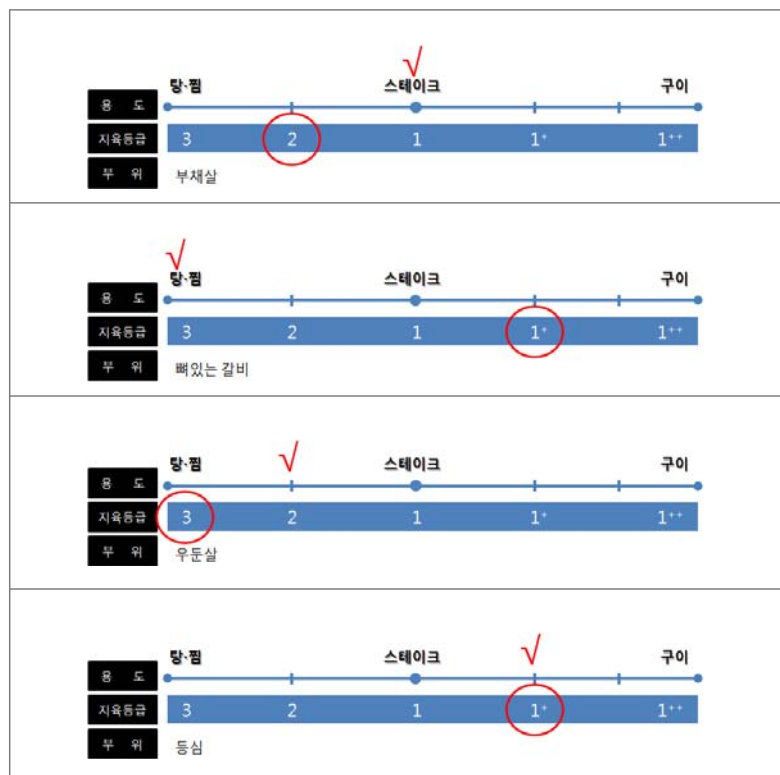 √
탕·찜 스테이크 구이
용 도
지육등급 3 2 1 1⁺ 1⁺⁺
부 위 부채살
√
탕·찜 스테이크 구이
용 도
지육등급 3 2 1 1⁺ 1⁺⁺
부 위 뼈있는 갈비
√
탕·찜 스테이크 구이
용 도
지육등급 3 2 1 1⁺ 1⁺⁺
부 위 우둔살
√
탕·찜 스테이크 구이
용 도
지육등급 3 2 1 1⁺ 1⁺⁺
부 위 등심